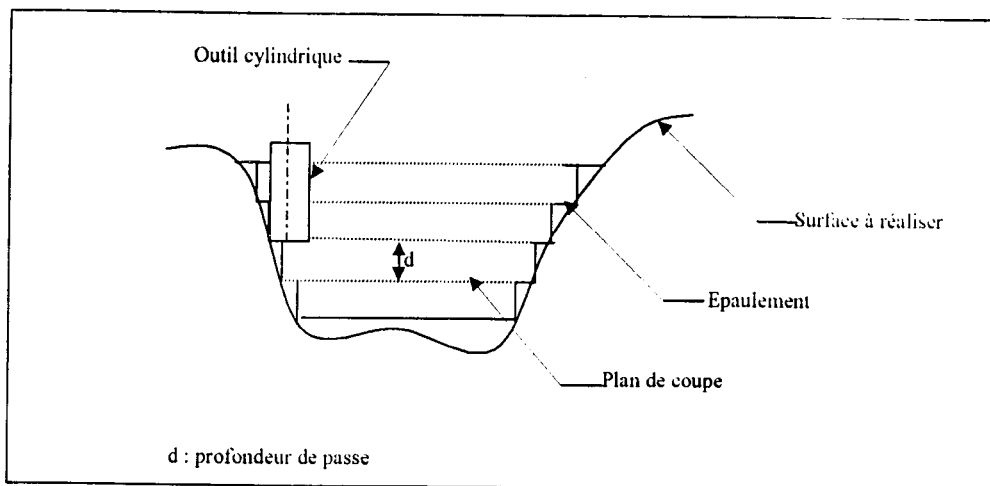 Outil cylindrique
Surface à réaliser
d
Epaulement
Plan de coupe
d : profondeur de passe